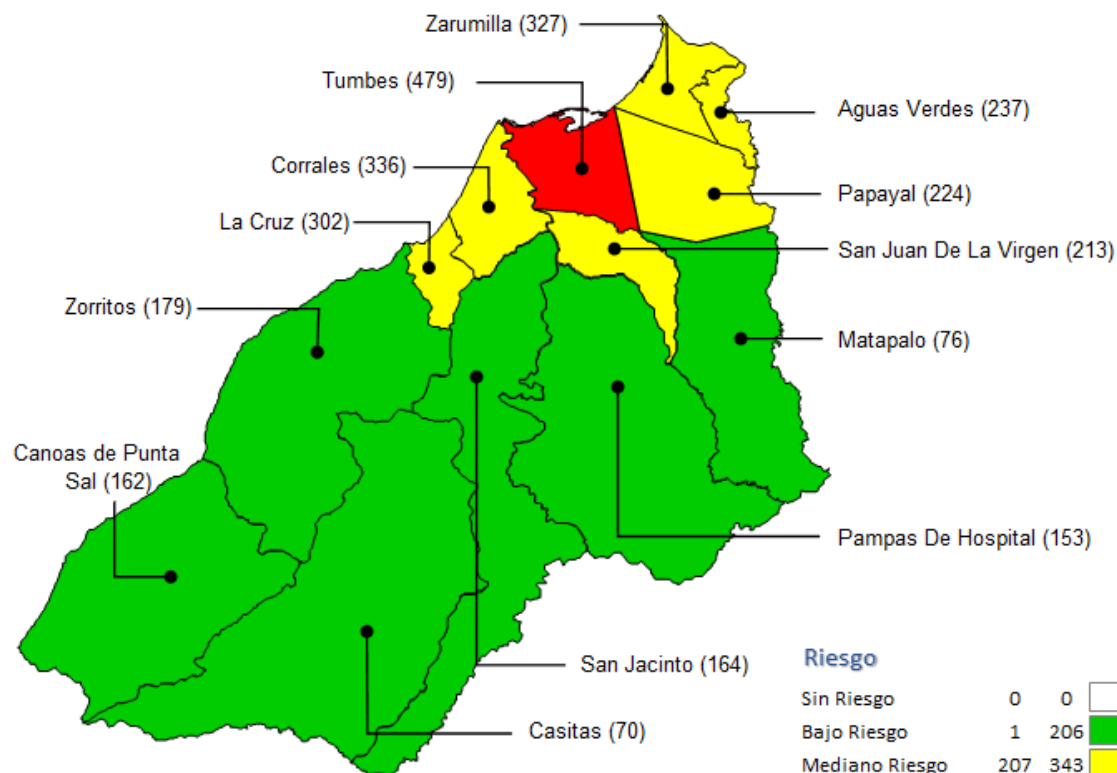 Zarumilla (327)
Tumbes (479)
Aguas Verdes (237)
Corrales (336)
Papayal (224)
La Cruz (302)
San Juan De La Virgen (213)
Zorritos (179)
Matapalo (76)
Canoas de Punta
Sal (162)
Pampas De Hospital (153)
San Jacinto (164)
Casitas (70)
Riesgo
Sin Riesgo 0 0
Bajo Riesgo 1 206
Mediano Riesgo 207 343